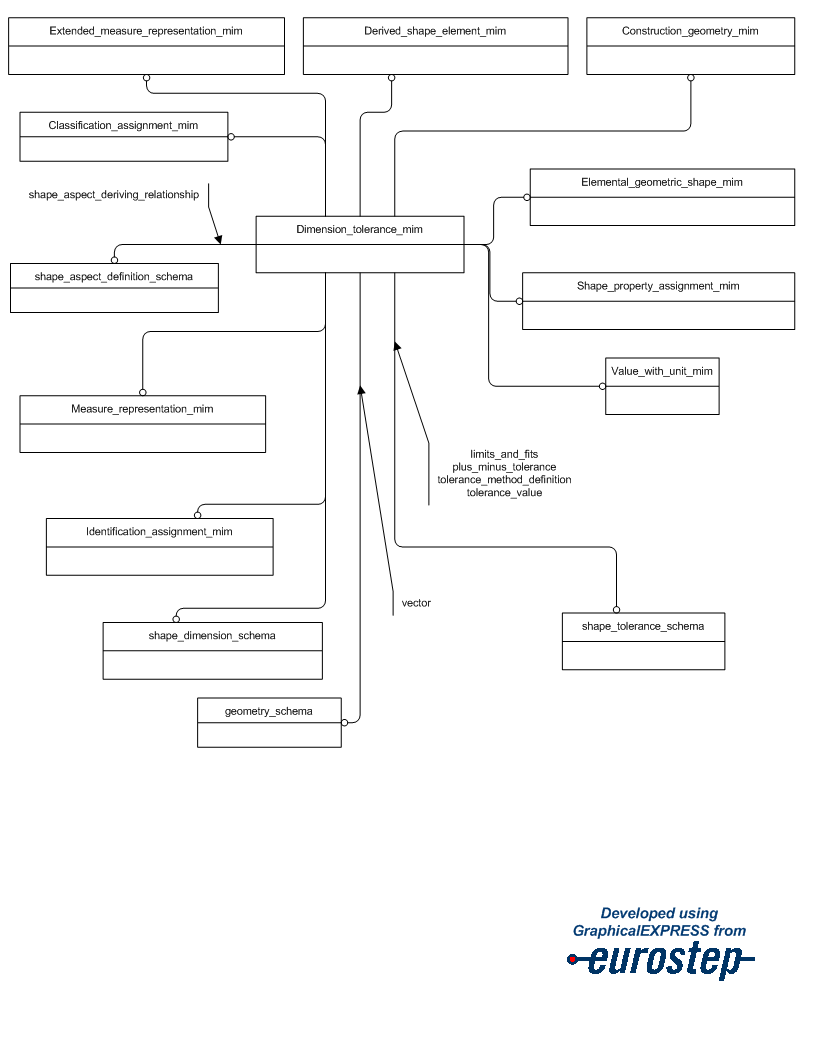 Extended_measure_representation_mim
Derived_shape_element_mim
Construction_geometry_mim
Classification_assignment_mim
Elemental_geometric_shape_mim
shape_aspect_deriving_relationship
Dimension_tolerance_mim
shape_aspect_definition_schema
Shape_property_assignment_mim
Value_with_unit_mim
Measure_representation_mim
limits_and_fits
plus_minus_tolerance
tolerance_method_definition
tolerance_value
Identification_assignment_mim
vector
shape_dimension_schema
shape_tolerance_schema
geometry_schema
Developed using
GraphicalEXPRESS from
eurostep